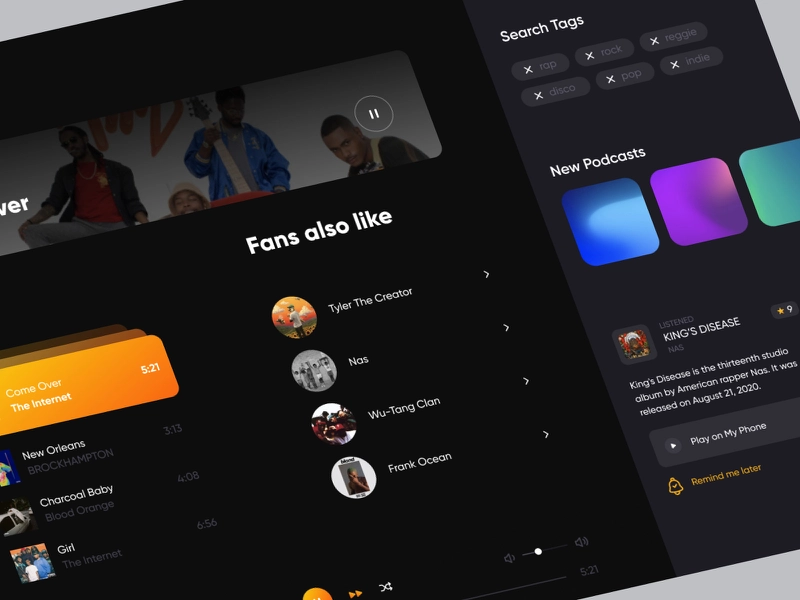 Search Tags
rap
rock
reggie
disco
pop
indie
New Podcasts
Fans also like
Tyler The Creator
Nas
Wu-Tang Clan
Frank Ocean
Come Over
The Internet
5:21
New Orleans
BROCKHAMPTON
3:13
Charcoal Baby
Blood Orange
4:08
Girl
The Internet
6:56
LISTENED
KING'S DISEASE
NAS
9
King's Disease is the thirteenth studio
album by American rapper Nas. It was
released on August 21, 2020.
Play on My Phone
Remind me later
5:21